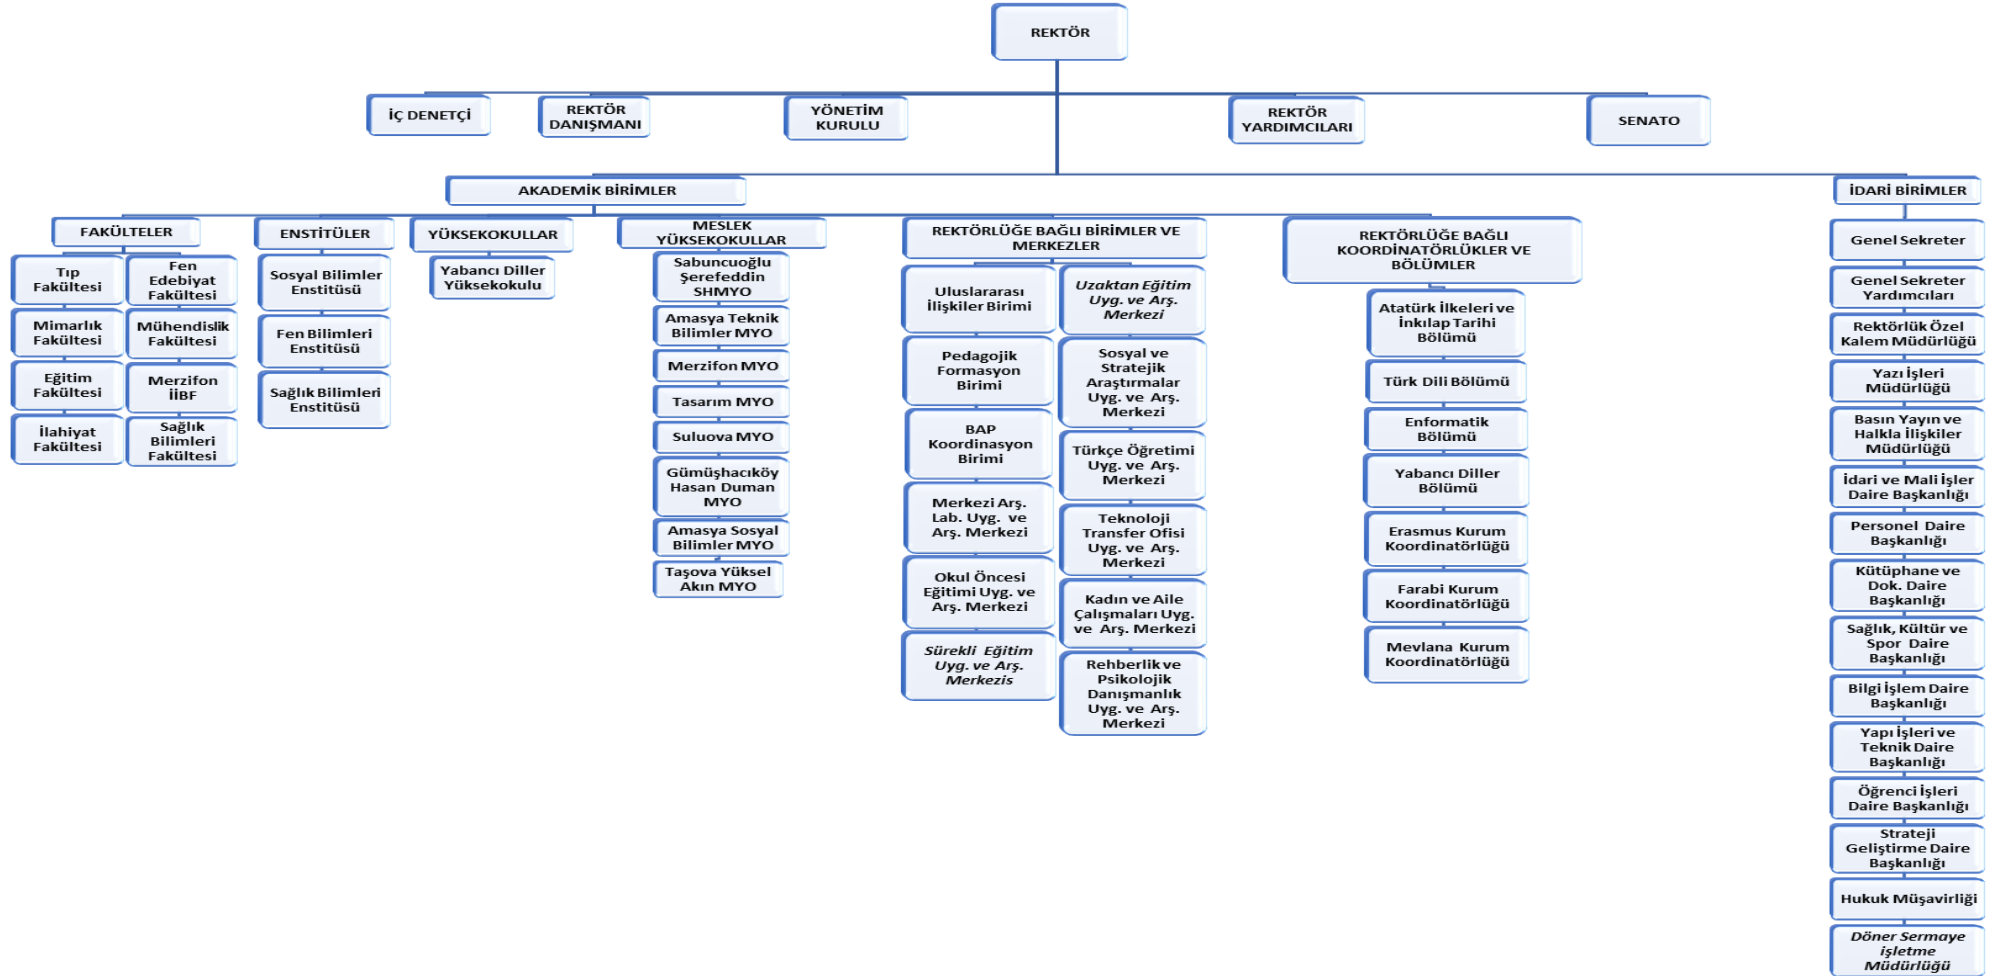 REKTÖR
İÇ DENETÇİ
REKTÖR
DANIŞMANI
YÖNETİM
KURULU
REKTÖR
YARDIMCILARI
SENATO
AKADEMİK BİRİMLER
İDARİ BİRİMLER
FAKÜLTELER
Tıp
Fakültesi
Mimarlık
Fakültesi
Eğitim
Fakültesi
İlahiyat
Fakültesi
Fen
Edebiyat
Fakültesi
Mühendislik
Fakültesi
Merzifon
İİBF
Sağlık
Bilimleri
Fakültesi
ENSTİTÜLER
Sosyal Bilimler
Enstitüsü
Fen Bilimleri
Enstitüsü
Sağlık Bilimleri
Enstitüsü
YÜKSEKOKULLAR
Yabancı Diller
Yüksekokulu
MESLEK
YÜKSEKOKULLAR
Sabuncuoğlu
Şerefeddin
SHMYO
Amasya Teknik
Bilimler MYO
Merzifon MYO
Tasarım MYO
Suluova MYO
Gümüşhacıköy
Hasan Duman
MYO
Amasya Sosyal
Bilimler MYO
Taşova Yüksel
Akın MYO
REKTÖRLÜĞE BAĞLI BİRİMLER VE
MERKEZLER
Uluslararası
İlişkiler Birimi
Pedagojik
Formasyon
Birimi
BAP
Koordinasyon
Birimi
Merkezi Arş.
Lab. Uyg. ve
Arş. Merkezi
Okul Öncesi
Eğitimi Uyg. ve
Arş. Merkezi
Sürekli Eğitim
Uyg. ve Arş.
Merkezis
Uzaktan Eğitim
Uyg. ve Arş.
Merkezi
Sosyal ve
Stratejik
Araştırmalar
Uyg. ve Arş.
Merkezi
Türkçe Öğretimi
Uyg. ve Arş.
Merkezi
Teknoloji
Transfer Ofisi
Uyg. ve Arş.
Merkezi
Kadın ve Aile
Çalışmaları Uyg.
ve Arş. Merkezi
Rehberlik ve
Psikolojik
Danışmanlık
Uyg. ve Arş.
Merkezi
REKTÖRLÜĞE BAĞLI
KOORDİNATÖRLÜKLER VE
BÖLÜMLER
Atatürk İlkeleri ve
İnkılap Tarihi
Bölümü
Türk Dili Bölümü
Enformatik
Bölümü
Yabancı Diller
Bölümü
Erasmus Kurum
Koordinatörlüğü
Farabi Kurum
Koordinatörlüğü
Mevlana Kurum
Koordinatörlüğü
Genel Sekreter
Genel Sekreter
Yardımcıları
Rektörlük Özel
Kalem Müdürlüğü
Yazı İşleri
Müdürlüğü
Basın Yayın ve
Halkla İlişkiler
Müdürlüğü
İdari ve Mali İşler
Daire Başkanlığı
Personel Daire
Başkanlığı
Kütüphane ve
Dok. Daire
Başkanlığı
Sağlık, Kültür ve
Spor Daire
Başkanlığı
Bilgi İşlem Daire
Başkanlığı
Yapı İşleri ve
Teknik Daire
Başkanlığı
Öğrenci İşleri
Daire Başkanlığı
Strateji
Geliştirme Daire
Başkanlığı
Hukuk Müşavirliği
Döner Sermaye
işletme
Müdürlüğü